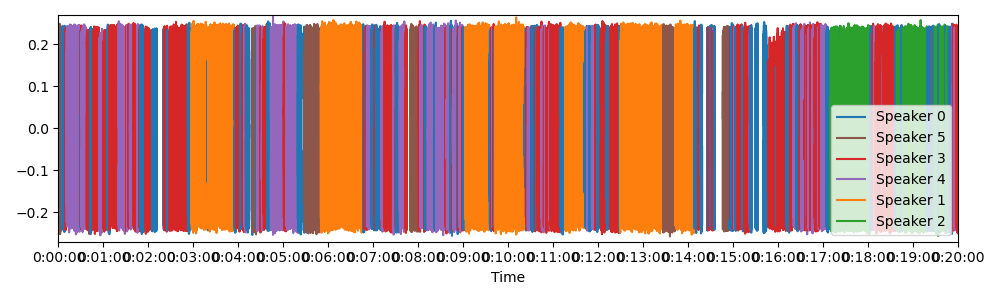 0.2
0.1
0.0
−0.1
−0.2
Speaker 0
Speaker 5
Speaker 3
Speaker 4
Speaker 1
Speaker 2
0:00:00 0:01:00 0:02:00 0:03:00 0:04:00 0:05:00 0:06:00 0:07:00 0:08:00 0:09:00 0:10:00 0:11:00 0:12:00 0:13:00 0:14:00 0:15:00 0:16:00 0:17:00 0:18:00 0:19:00 0:20:00
Time